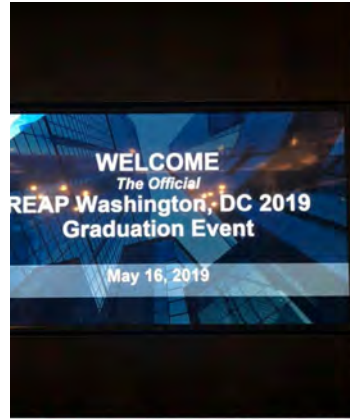 WELCOME
The Official
REAP Washington, DC 2019
Graduation Event
May 16, 2019